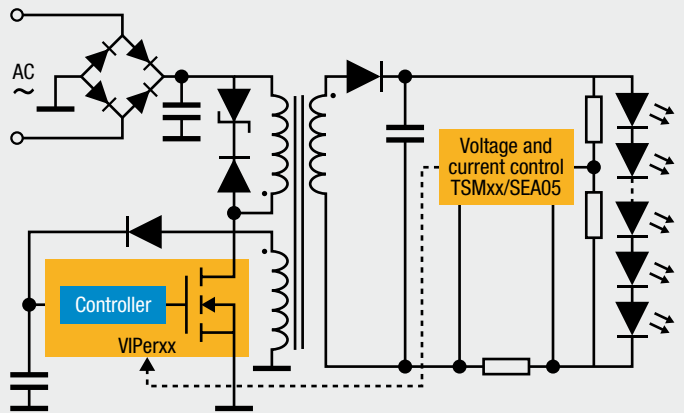 AC
~
Voltage and
current control
TSMxx/SEA05
Controller
VIPerxx